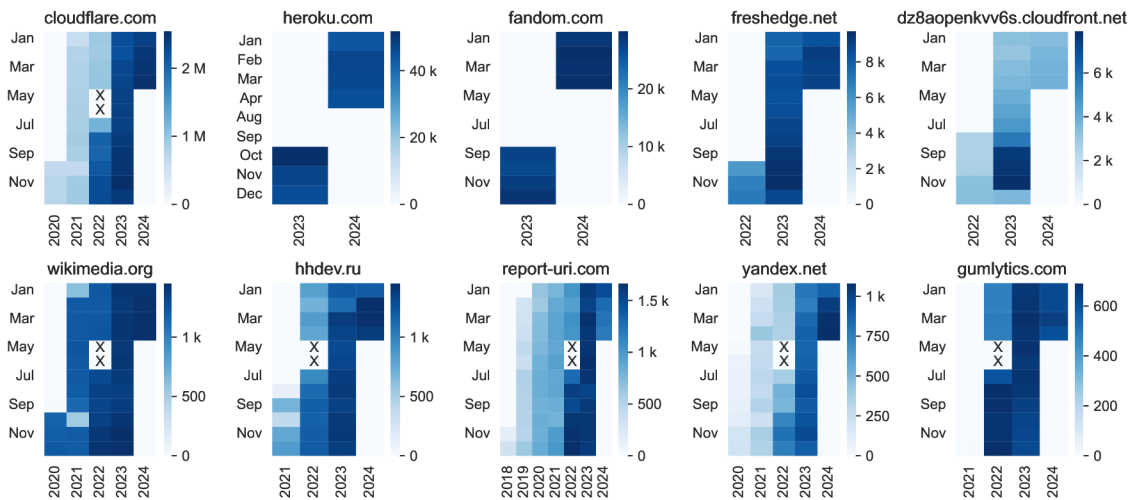 cloudflare.com
Jan
Mar
May
Jul
Sep
Nov
X
X
2 M
1 M
0
2020
2021
2022
2023
2024
heroku.com
Jan
Feb
Mar
Apr
Aug
Sep
Oct
Nov
Dec
40 k
20 k
0
2023
2024
fandom.com
Jan
Mar
May
Jul
Sep
Nov
20 k
10 k
0
2023
2024
freshedge.net
Jan
Mar
May
Jul
Sep
Nov
8 k
6 k
4 k
2 k
0
2022
2023
2024
dz8aopenkvv6s.cloudfront.net
Jan
Mar
May
Jul
Sep
Nov
6 k
4 k
2 k
0
2022
2023
2024
wikimedia.org
Jan
Mar
May
Jul
Sep
Nov
X
X
1 k
500
0
2020
2021
2022
2023
2024
hhdev.ru
Jan
Mar
May
Jul
Sep
Nov
X
X
1 k
500
0
2021
2022
2023
2024
report-uri.com
Jan
Mar
May
Jul
Sep
Nov
X
X
1.5 k
1 k
500
0
2018
2019
2020
2021
2022
2023
2024
yandex.net
Jan
Mar
May
Jul
Sep
Nov
X
X
1 k
750
500
250
0
2020
2021
2022
2023
2024
gumlytics.com
Jan
Mar
May
Jul
Sep
Nov
X
X
600
400
200
0
2021
2022
2023
2024